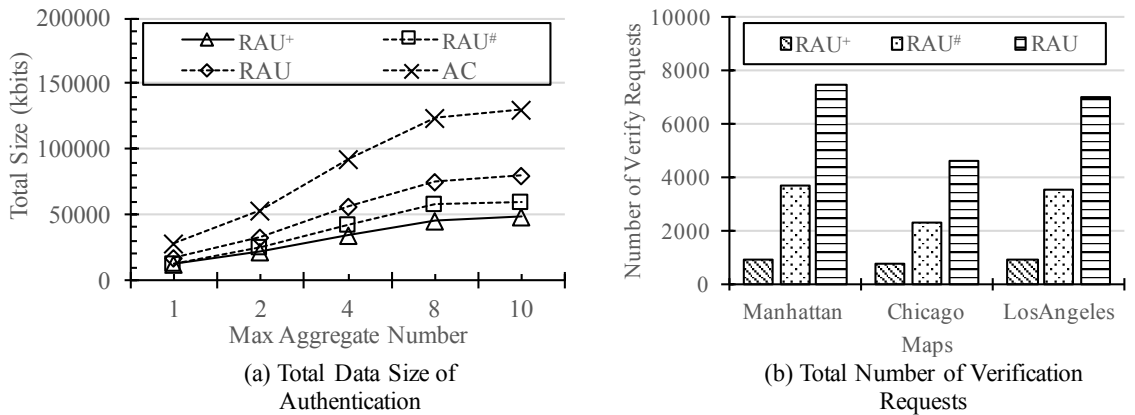 200000
150000
100000
50000
0
Total Size (kbits)
RAU+ RAU#
RAU AC
1 2 4 8 10
Max Aggregate Number
(a) Total Data Size of
Authentication
10000
8000
6000
4000
2000
0
Number of Verify Requests
RAU+ RAU# RAU
Manhattan Chicago LosAngeles
Maps
(b) Total Number of Verification
Requests